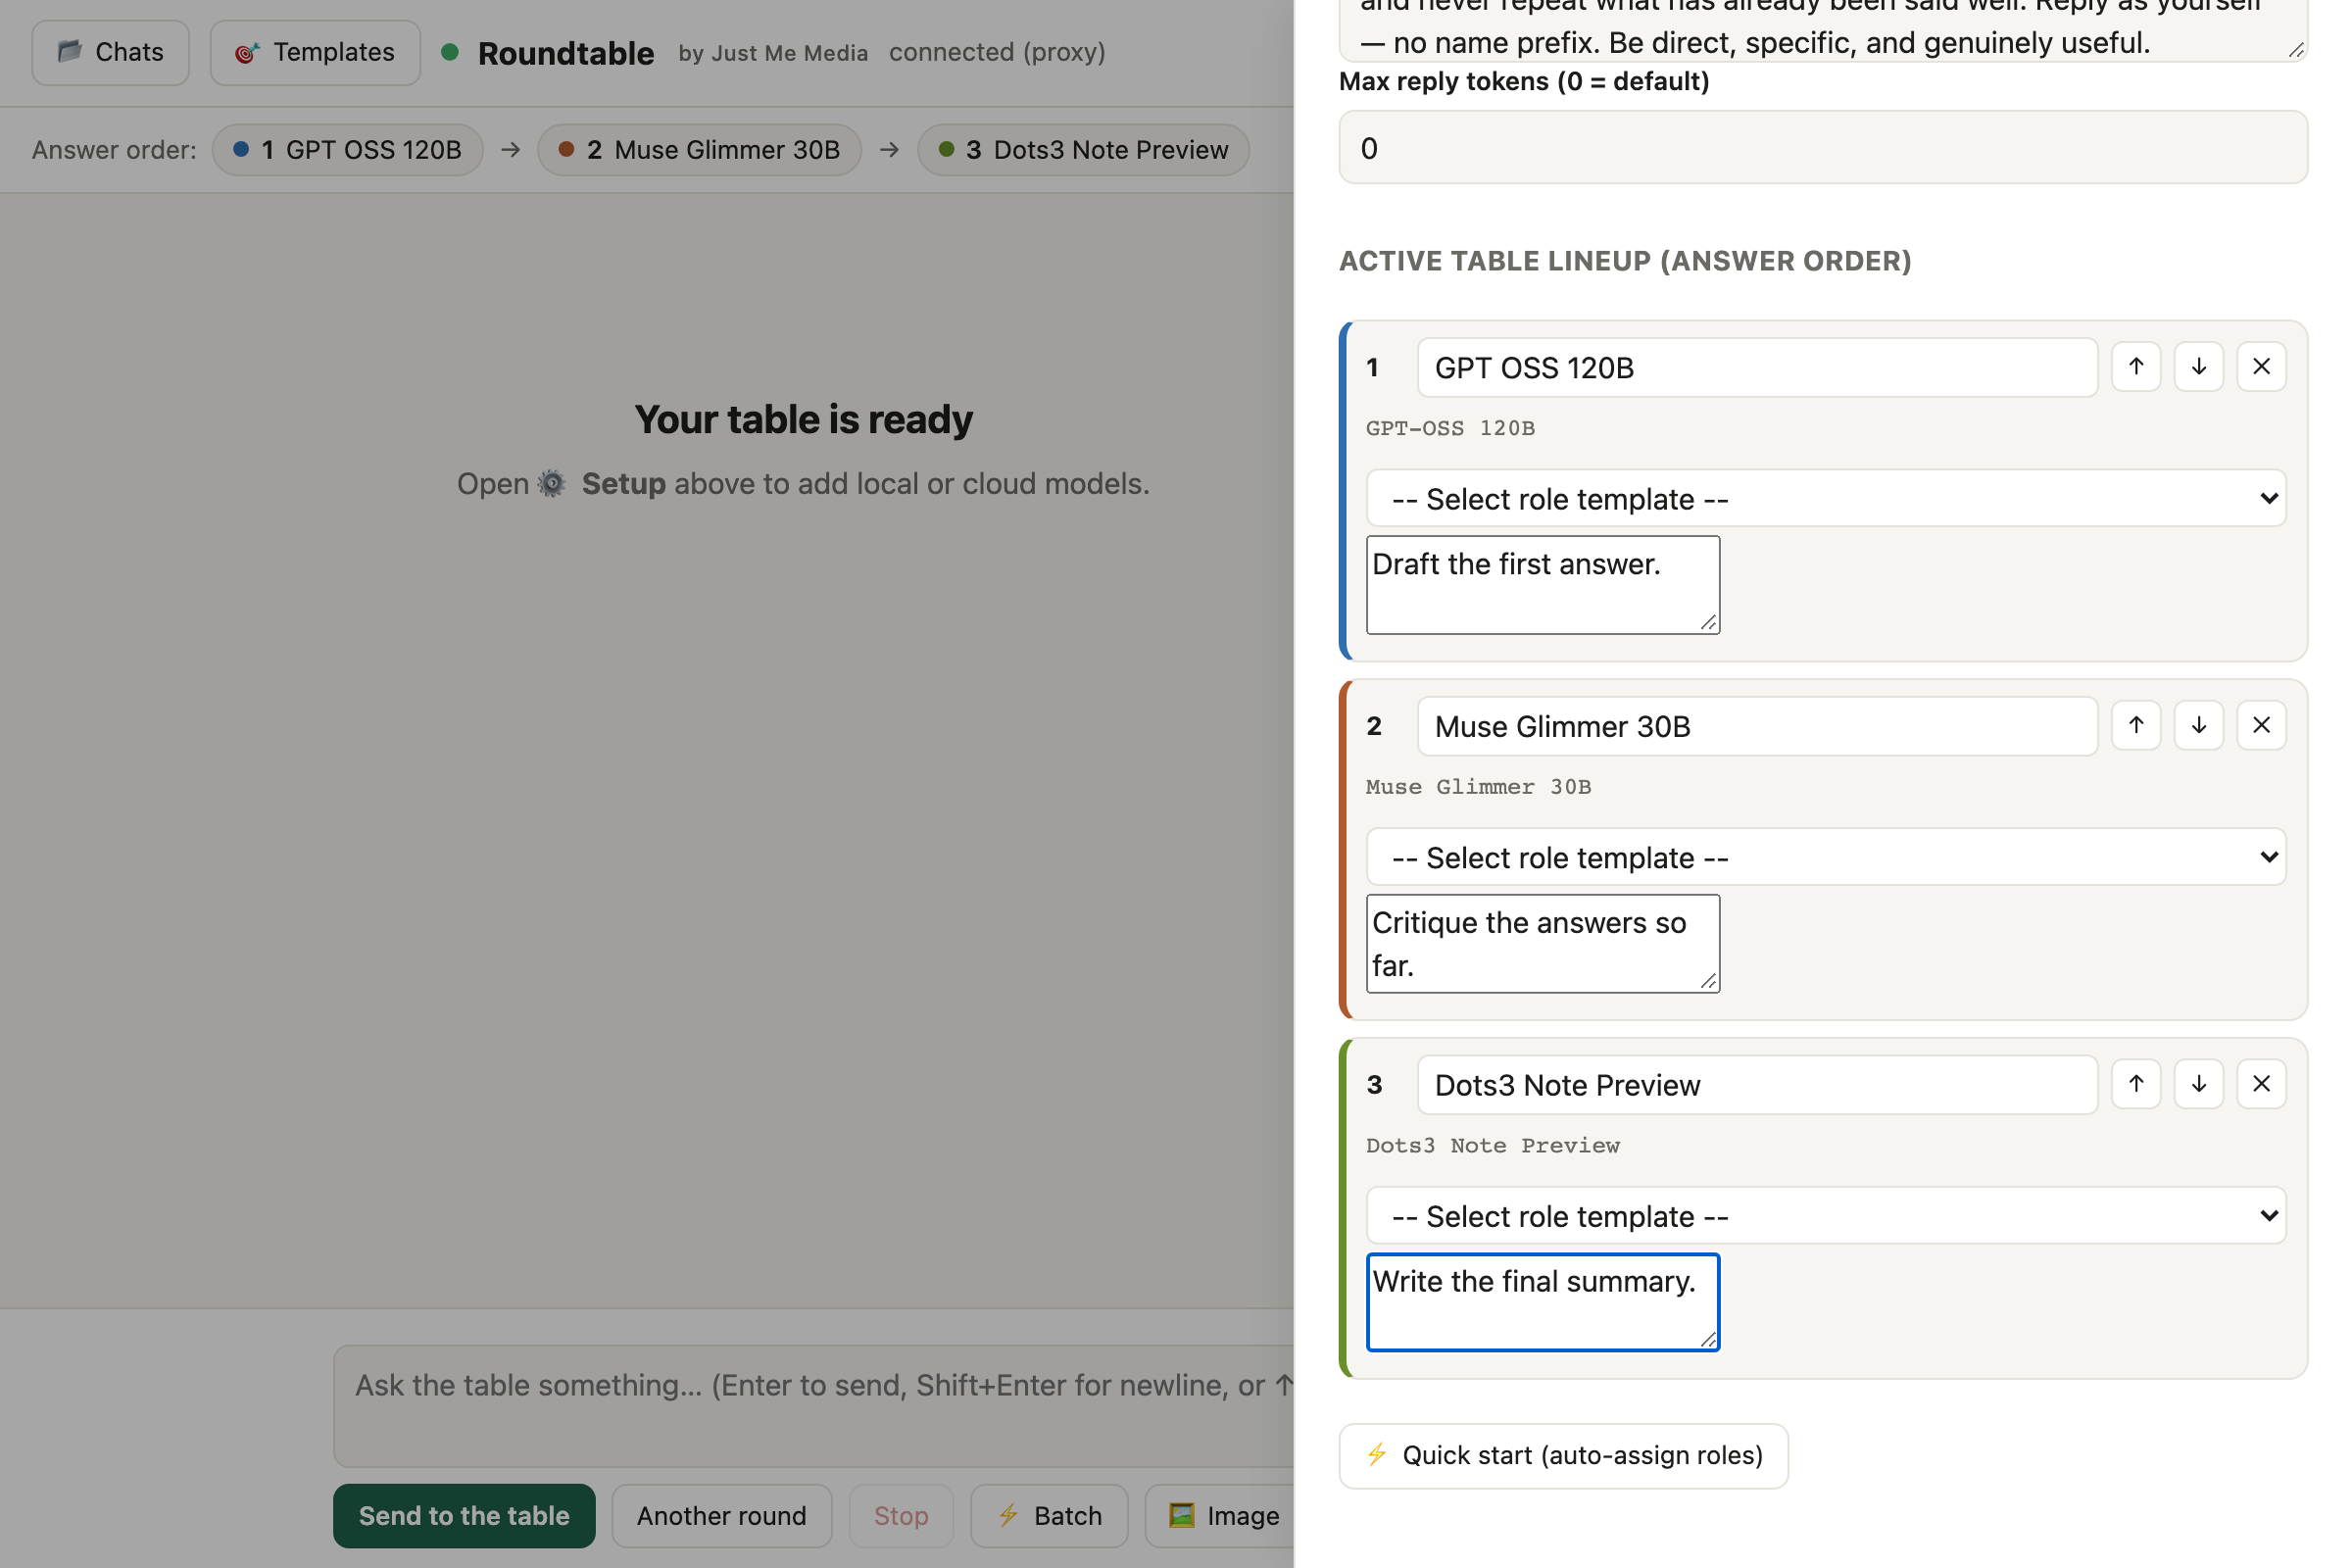 Chats
Templates
Roundtable by Just Me Media connected (proxy)
Answer order: 1 GPT OSS 120B → 2 Muse Glimmer 30B → 3 Dots3 Note Preview
Your table is ready
Open Setup above to add local or cloud models.
Ask the table something... (Enter to send, Shift+Enter for newline, or ↑
Send to the table
Another round
Stop
Batch
Image
and never repeat what has already been said well. Reply as yourself
— no name prefix. Be direct, specific, and genuinely useful.
Max reply tokens (0 = default)
0
ACTIVE TABLE LINEUP (ANSWER ORDER)
1 GPT OSS 120B ↑ ↓ ×
GPT-OSS 120B
-- Select role template --
Draft the first answer.
2 Muse Glimmer 30B ↑ ↓ ×
Muse Glimmer 30B
-- Select role template --
Critique the answers so
far.
3 Dots3 Note Preview ↑ ↓ ×
Dots3 Note Preview
-- Select role template --
Write the final summary.
Quick start (auto-assign roles)